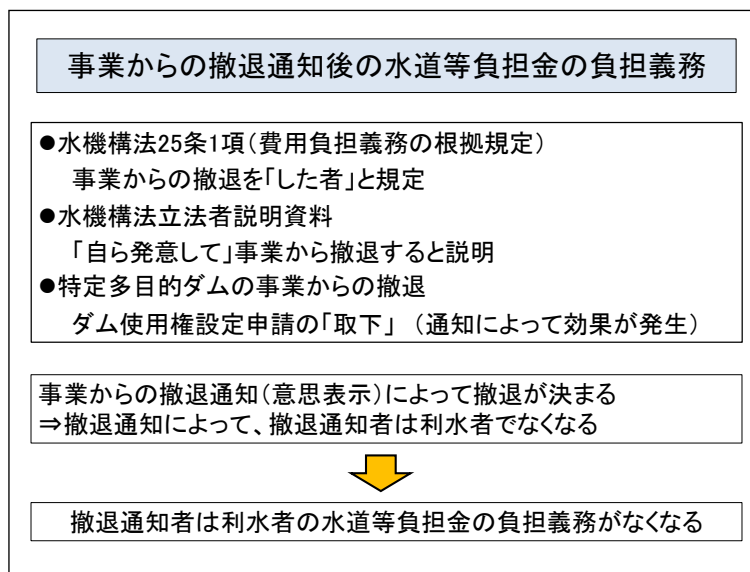 事業からの撤退通知後の水道等負担金の負担義務
●水機構法25条1項(費用負担義務の根拠規定)
事業からの撤退を「した者」と規定
●水機構法立法者説明資料
「自ら発意して」事業から撤退すると説明
●特定多目的ダムの事業からの撤退
ダム使用権設定申請の「取下」 (通知によって効果が発生)
事業からの撤退通知(意思表示)によって撤退が決まる
⇒撤退通知によって、撤退通知者は利水者でなくなる
撤退通知者は利水者の水道等負担金の負担義務がなくなる